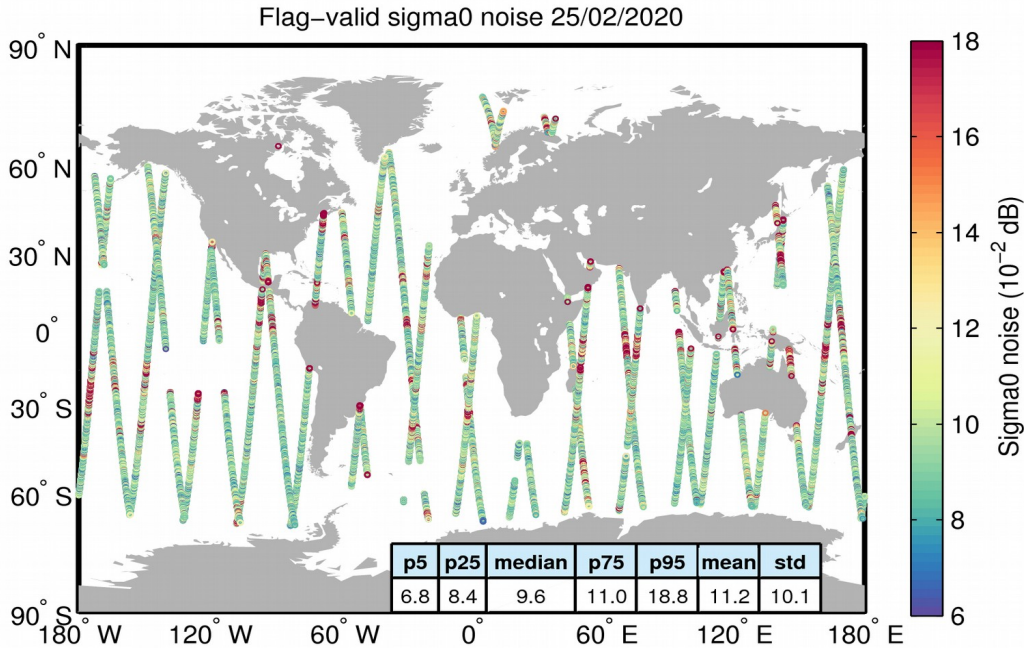 Flag−valid sigma0 noise 25/02/2020
90° N
60° N
30° N
0°
30° S
60° S
90° S
180° W
120° W
60° W
0°
60° E
120° E
180° E
p5 p25 median p75 p95 mean std
6.8 8.4 9.6 11.0 18.8 11.2 10.1
18
16
14
12
10
8
6
Sigma0 noise (10⁻² dB)